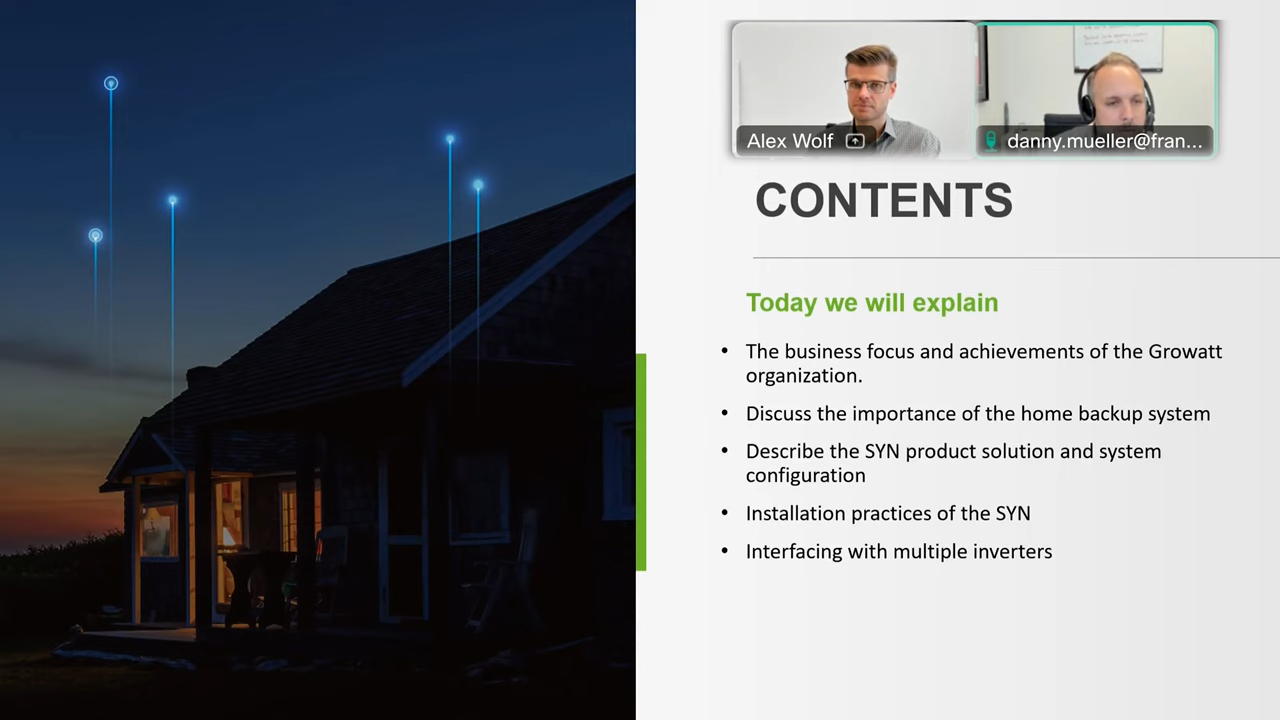 Alex Wolf
danny.mueller@fran...
CONTENTS
Today we will explain
• The business focus and achievements of the Growatt
organization.
• Discuss the importance of the home backup system
• Describe the SYN product solution and system
configuration
• Installation practices of the SYN
• Interfacing with multiple inverters